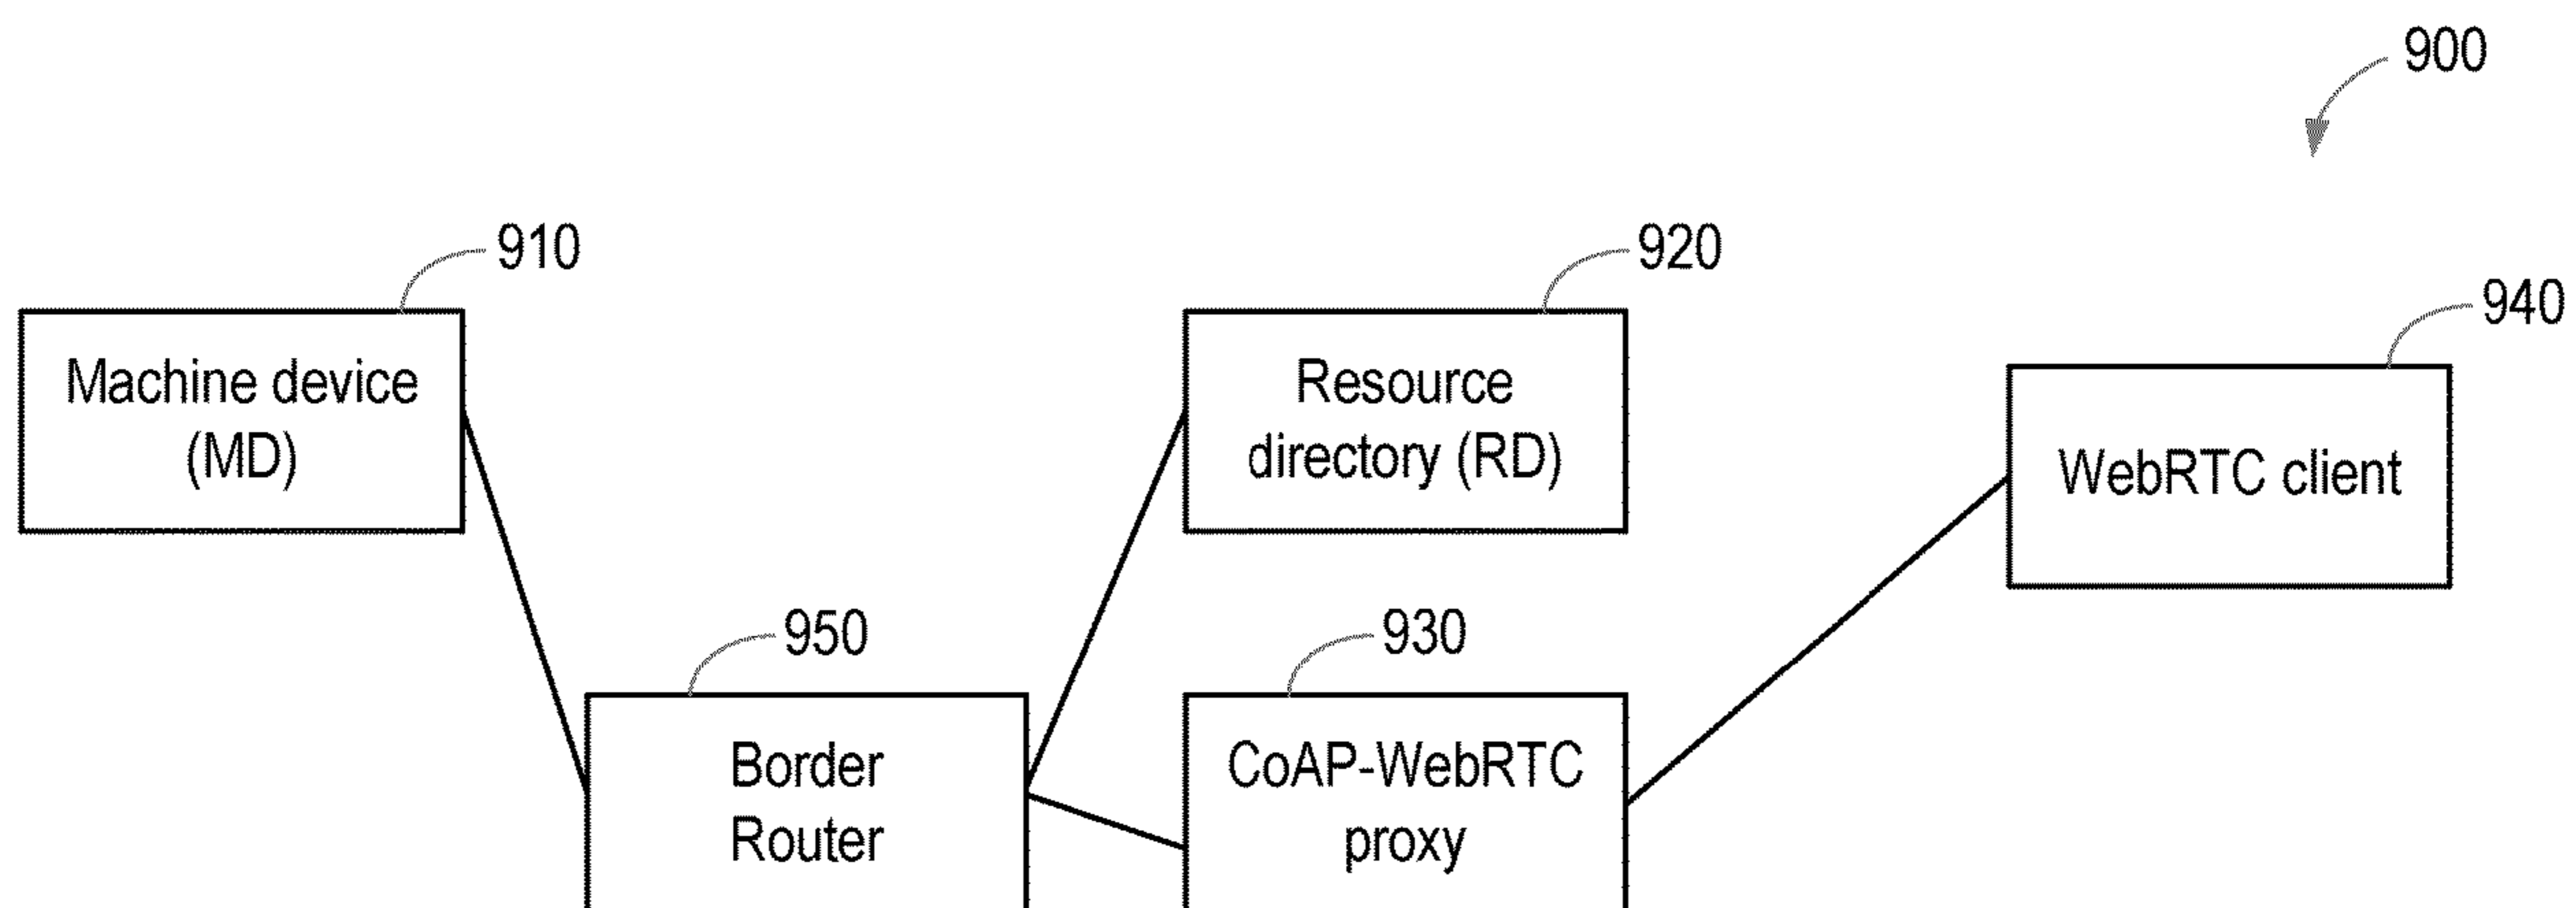 900
910
920
940
Machine device
(MD)
Resource
directory (RD)
WebRTC client
950
930
Border
Router
CoAP-WebRTC
proxy